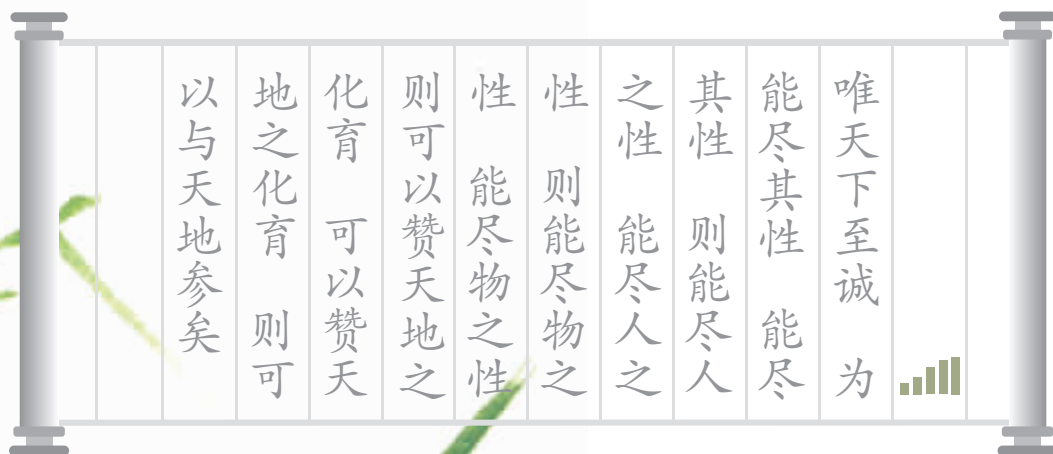 唯天下至诚 为
能尽其性 能尽
其性 则能尽人
之性 能尽人之
性 则能尽物之
性 能尽物之性
则可以赞天地之
化育 可以赞天
地之化育 则可
以与天地参矣